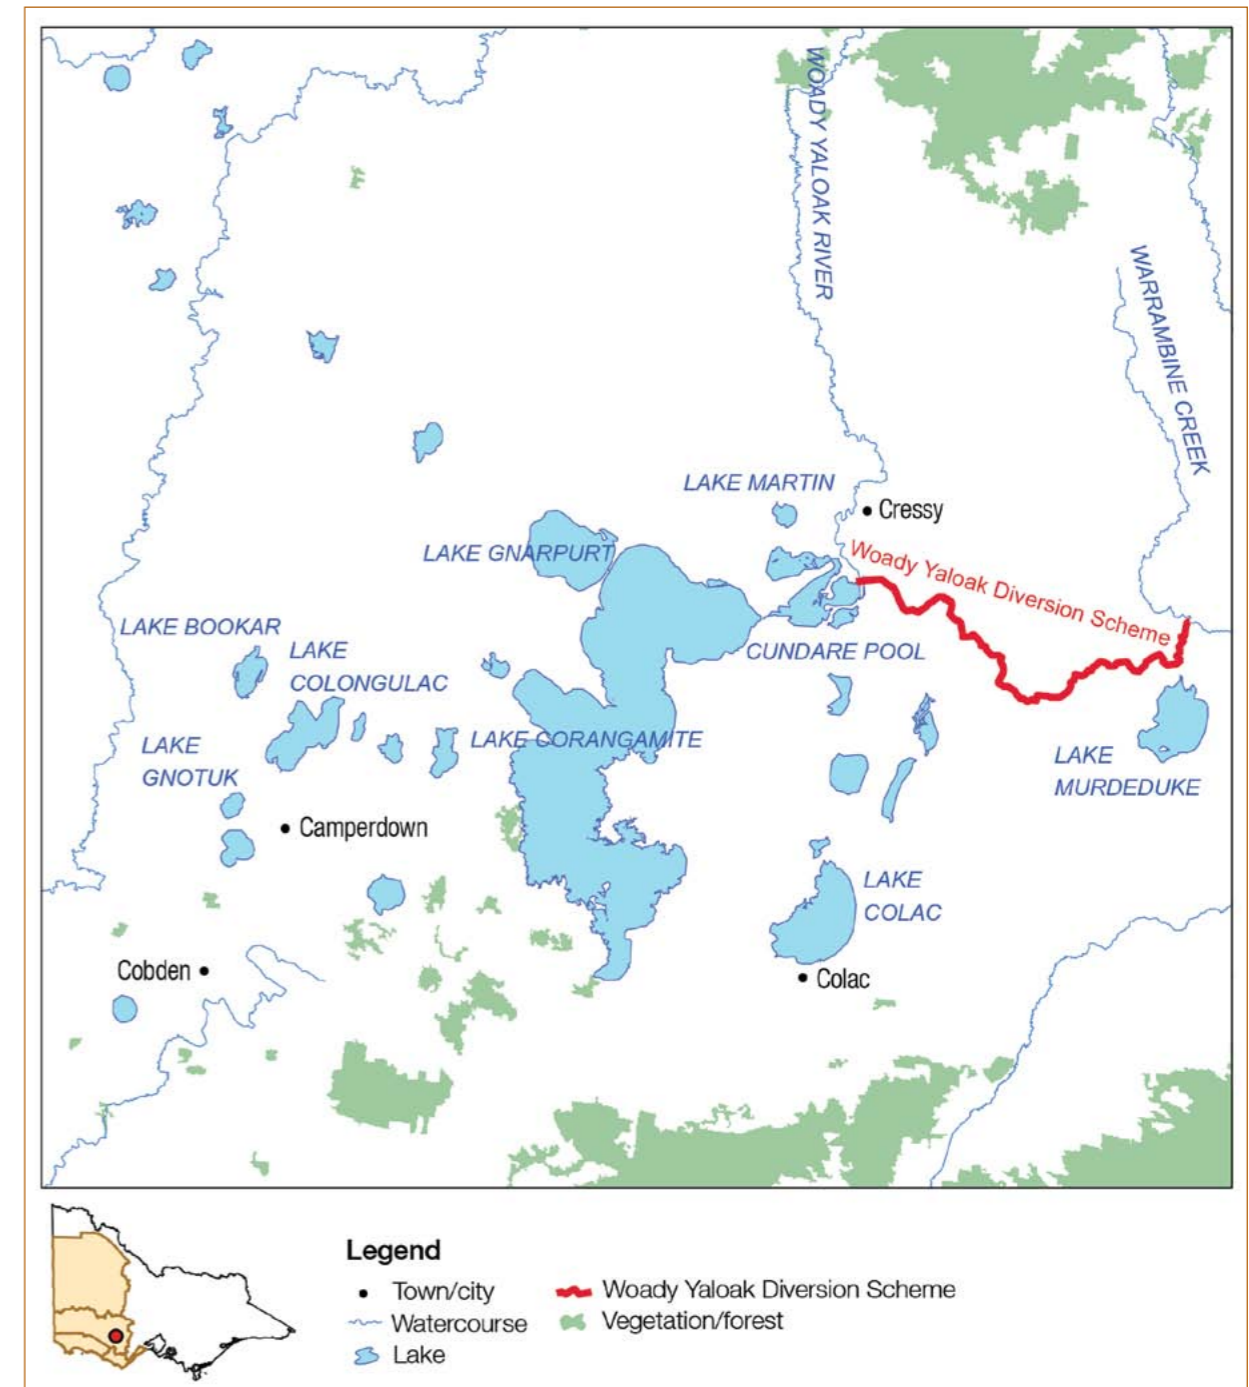 WOADY YALOAK RIVER
WARRAMBINE CREEK
LAKE MARTIN
Cressy
LAKE GNARPURT
Woady Yaloak Diversion Scheme
LAKE BOOKAR
LAKE
COLONGULAC
CUNDARE POOL
LAKE CORANGAMITE
LAKE
GNOTUK
LAKE
MURDEDUKE
Camperdown
LAKE
COLAC
Cobden
Colac
Legend
Town/city
Woady Yaloak Diversion Scheme
Watercourse
Vegetation/forest
Lake